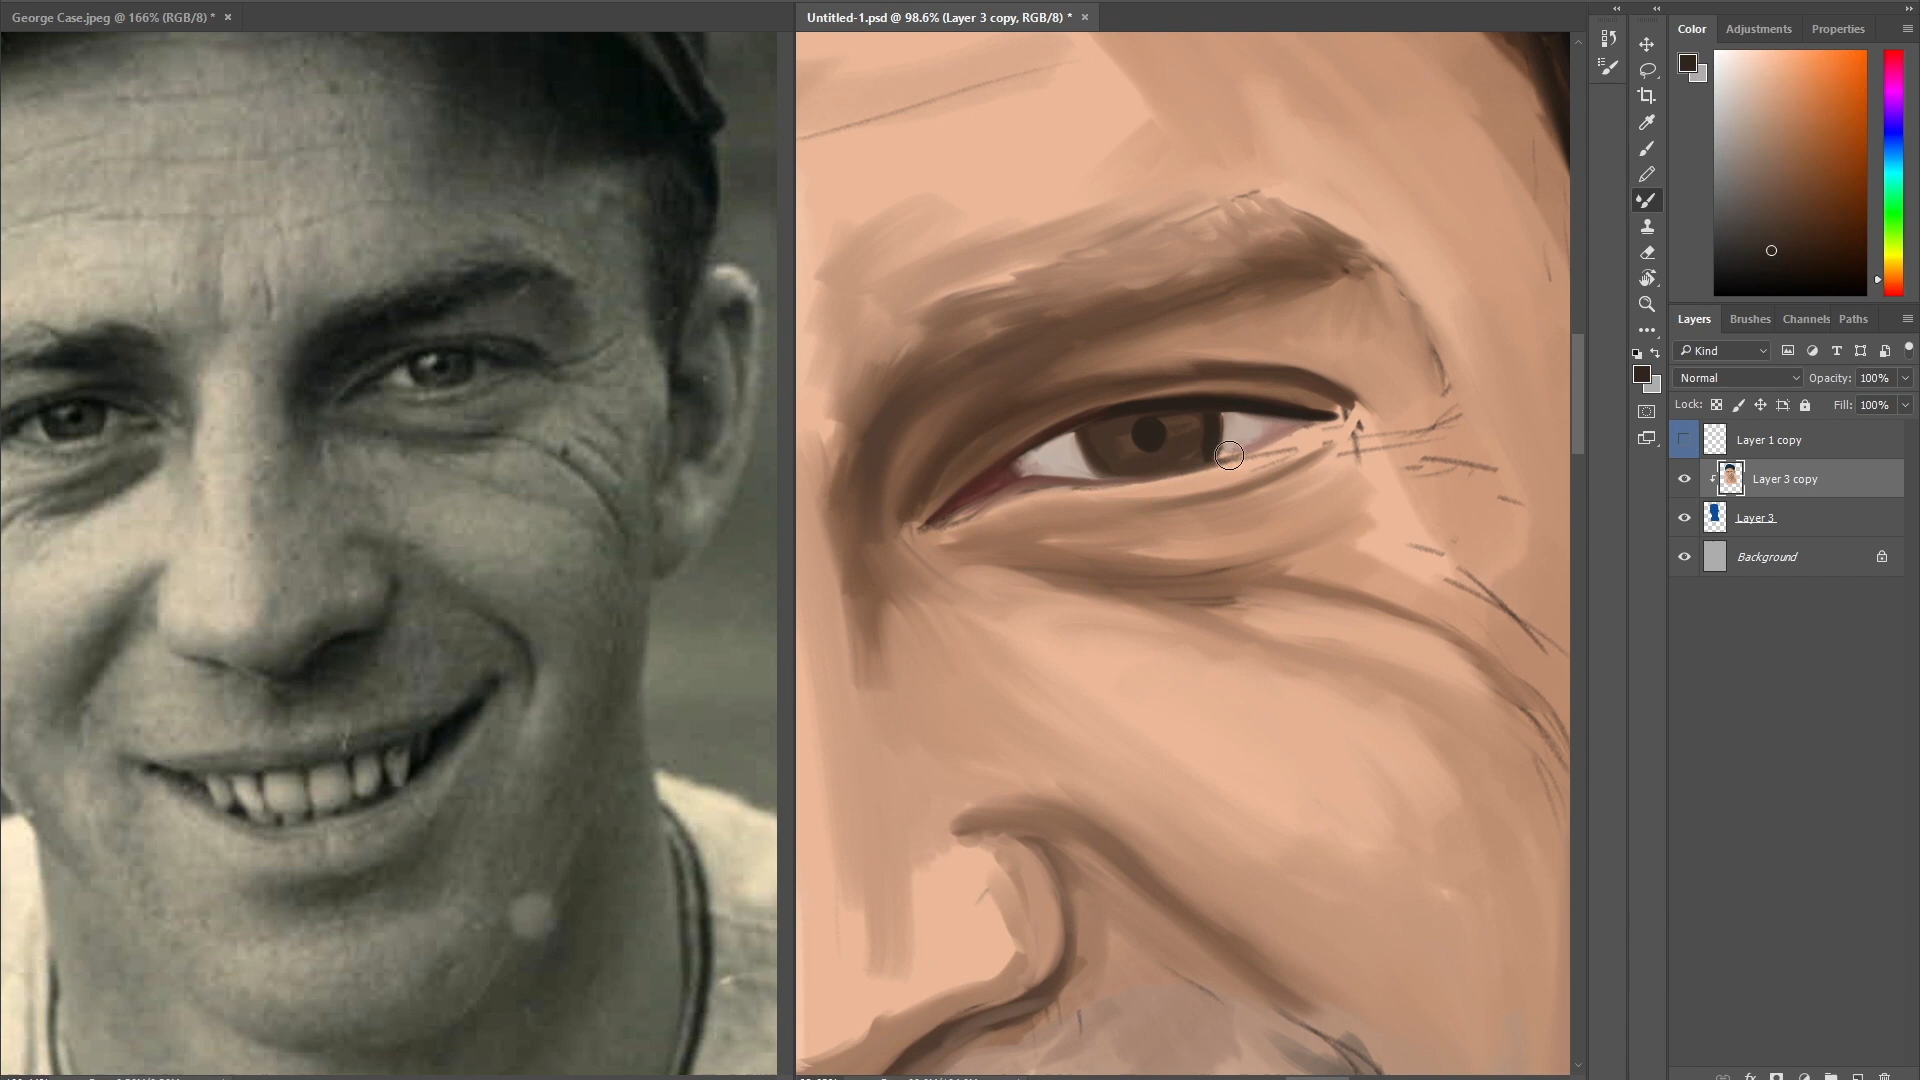 George Case.jpeg @ 166% (RGB/8) *
Untitled-1.psd @ 98.6% (Layer 3 copy, RGB/8) *
Color
Adjustments
Properties
Layers
Brushes
Channels
Paths
Kind
Normal
Opacity: 100%
Lock:
Fill: 100%
Layer 1 copy
Layer 3 copy
Layer 3
Background